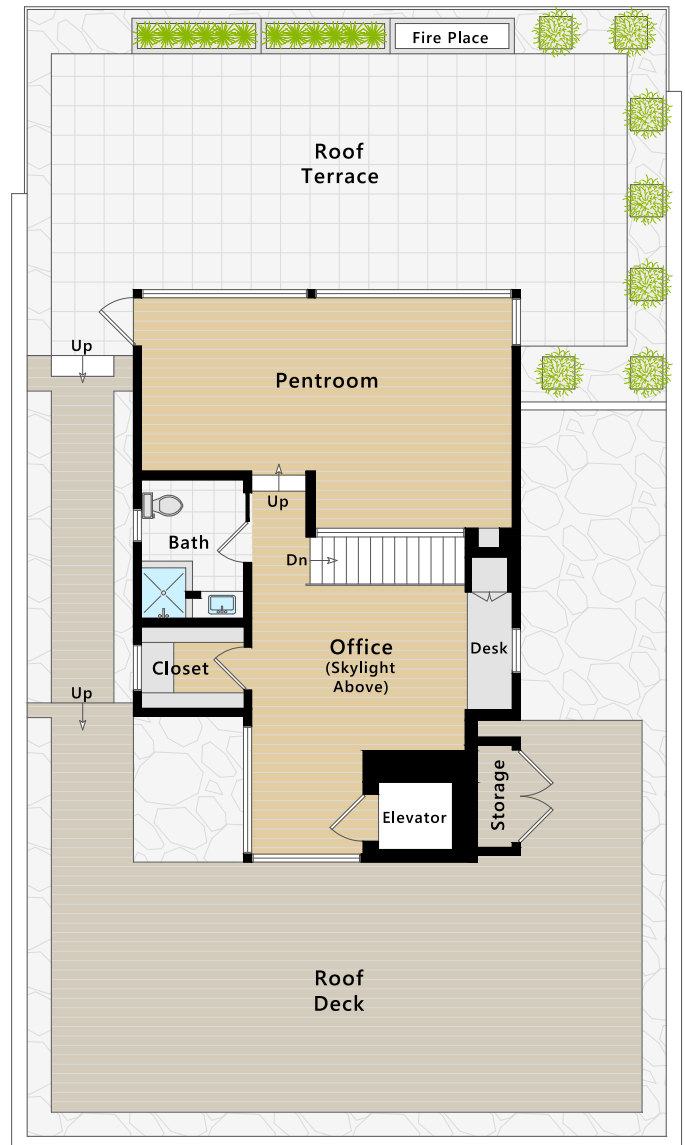 Fire Place
Roof
Terrace
Up
Pentroom
Up
Bath
Dn
Office
(Skylight
Above)
Desk
Closet
Up
Storage
Elevator
Roof
Deck